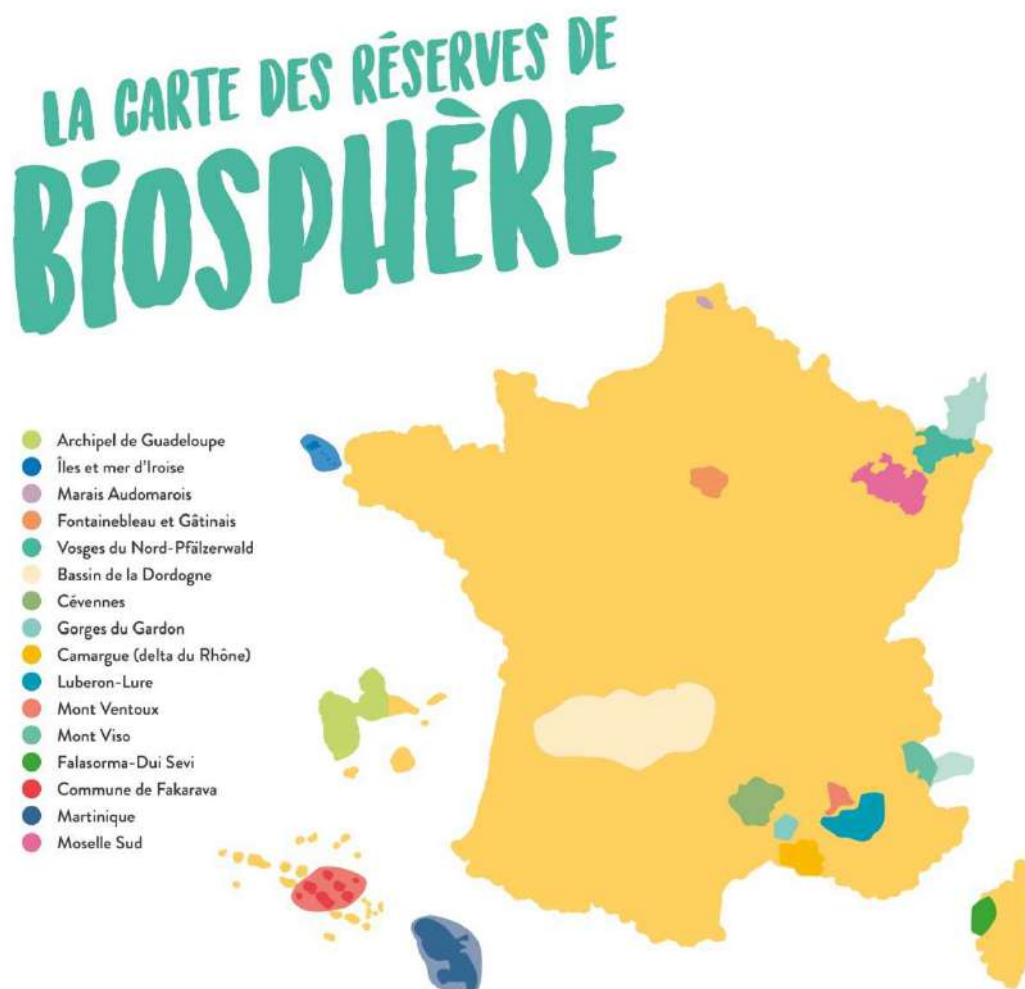 LA CARTE DES RÉSERVES DE
BIOSPHÈRE
Archipel de Guadeloupe
Îles et mer d'Iroise
Marais Audomarois
Fontainebleau et Gâtinais
Vosges du Nord-Pfälzerwald
Bassin de la Dordogne
Cévennes
Gorges du Gardon
Camargue (delta du Rhône)
Luberon-Lure
Mont Ventoux
Mont Viso
Falasorma-Dui Sevi
Commune de Fakarava
Martinique
Moselle Sud